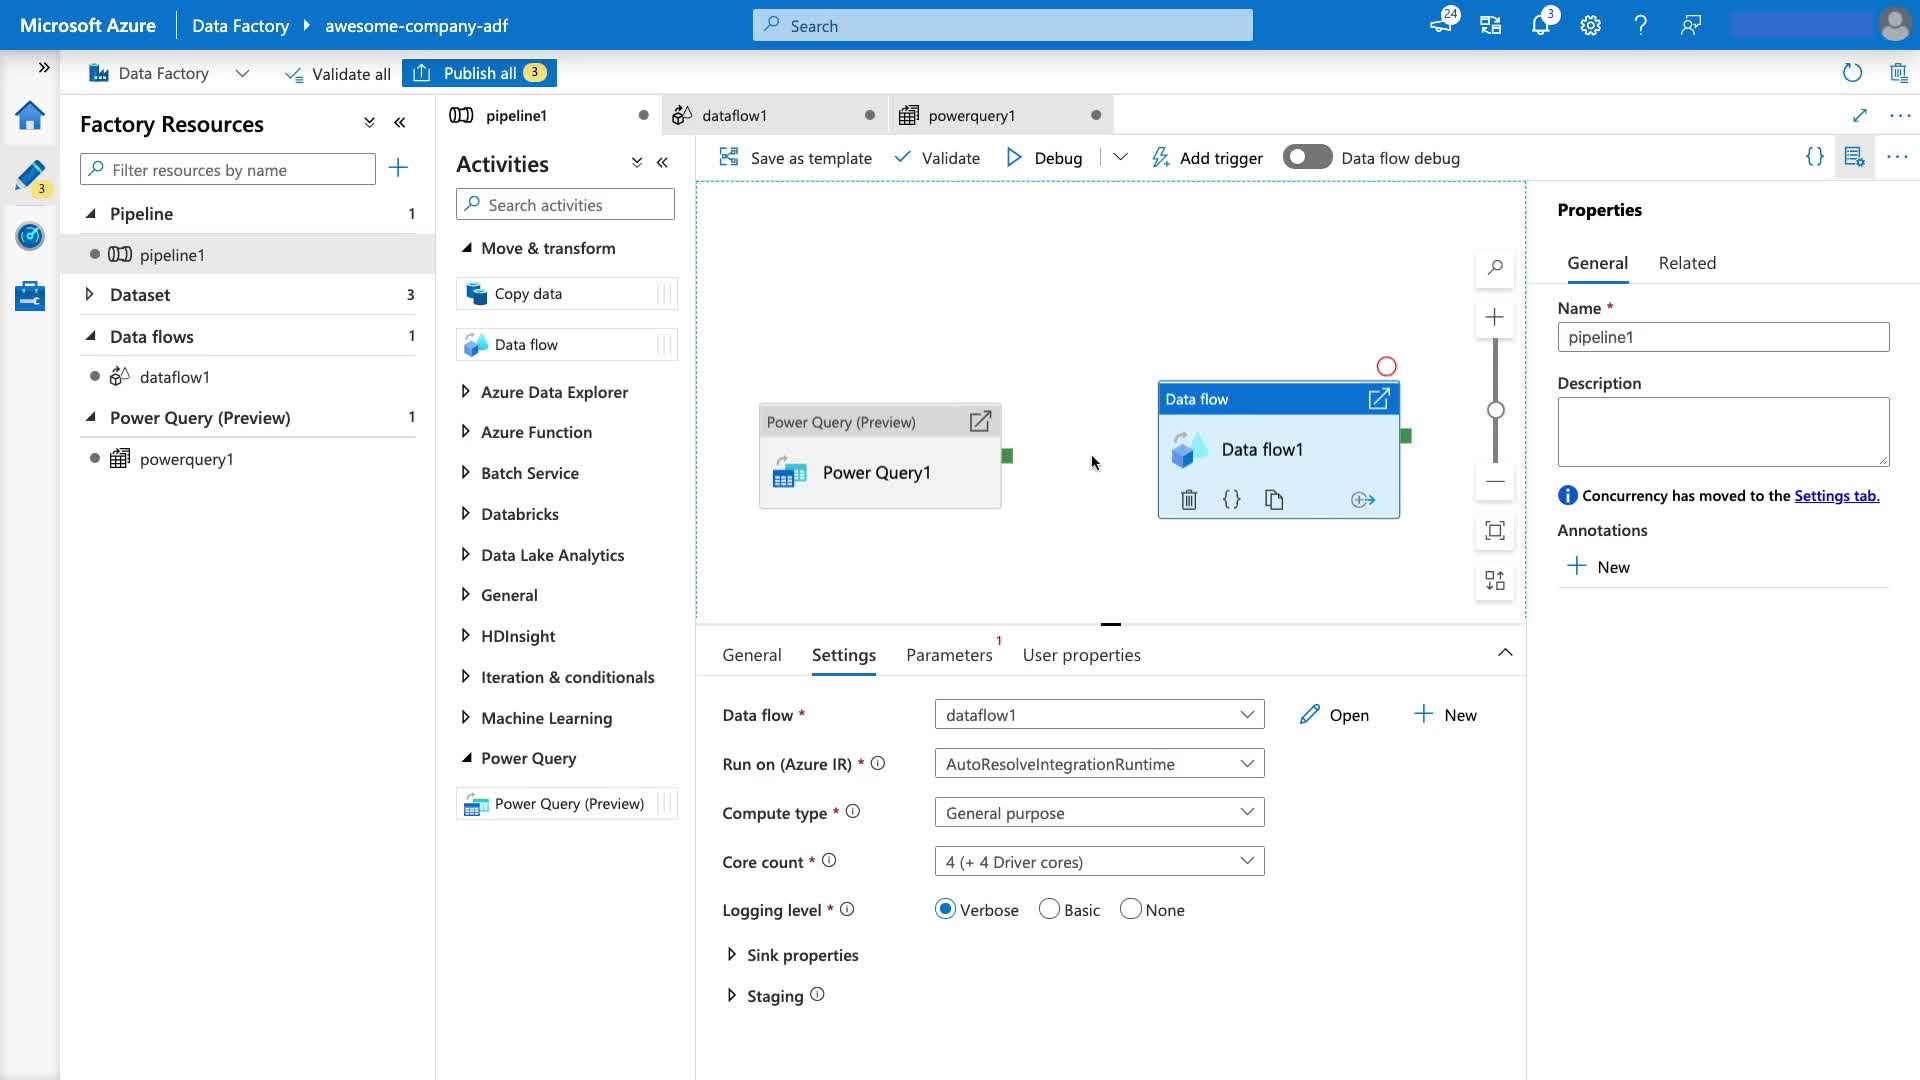 Microsoft Azure
Data Factory
awesome-company-adf
Search
24
3
Data Factory
Validate all
Publish all
3
3
Factory Resources
Filter resources by name
Pipeline
1
pipeline1
Dataset
3
Data flows
1
dataflow1
Power Query (Preview)
1
powerquery1
pipeline1
dataflow1
powerquery1
Activities
Search activities
Move & transform
Copy data
Data flow
Azure Data Explorer
Azure Function
Batch Service
Databricks
Data Lake Analytics
General
HDInsight
Iteration & conditionals
Machine Learning
Power Query
Power Query (Preview)
Save as template
Validate
Debug
Add trigger
Data flow debug
Power Query (Preview)
Power Query1
Data flow
Data flow1
General
Settings
Parameters
1
User properties
Data flow *
dataflow1
Open
New
Run on (Azure IR) *
AutoResolveIntegrationRuntime
Compute type *
General purpose
Core count *
4 (+ 4 Driver cores)
Logging level *
Verbose
Basic
None
Sink properties
Staging
Properties
General
Related
Name *
pipeline1
Description
Concurrency has moved to the Settings tab.
Annotations
New